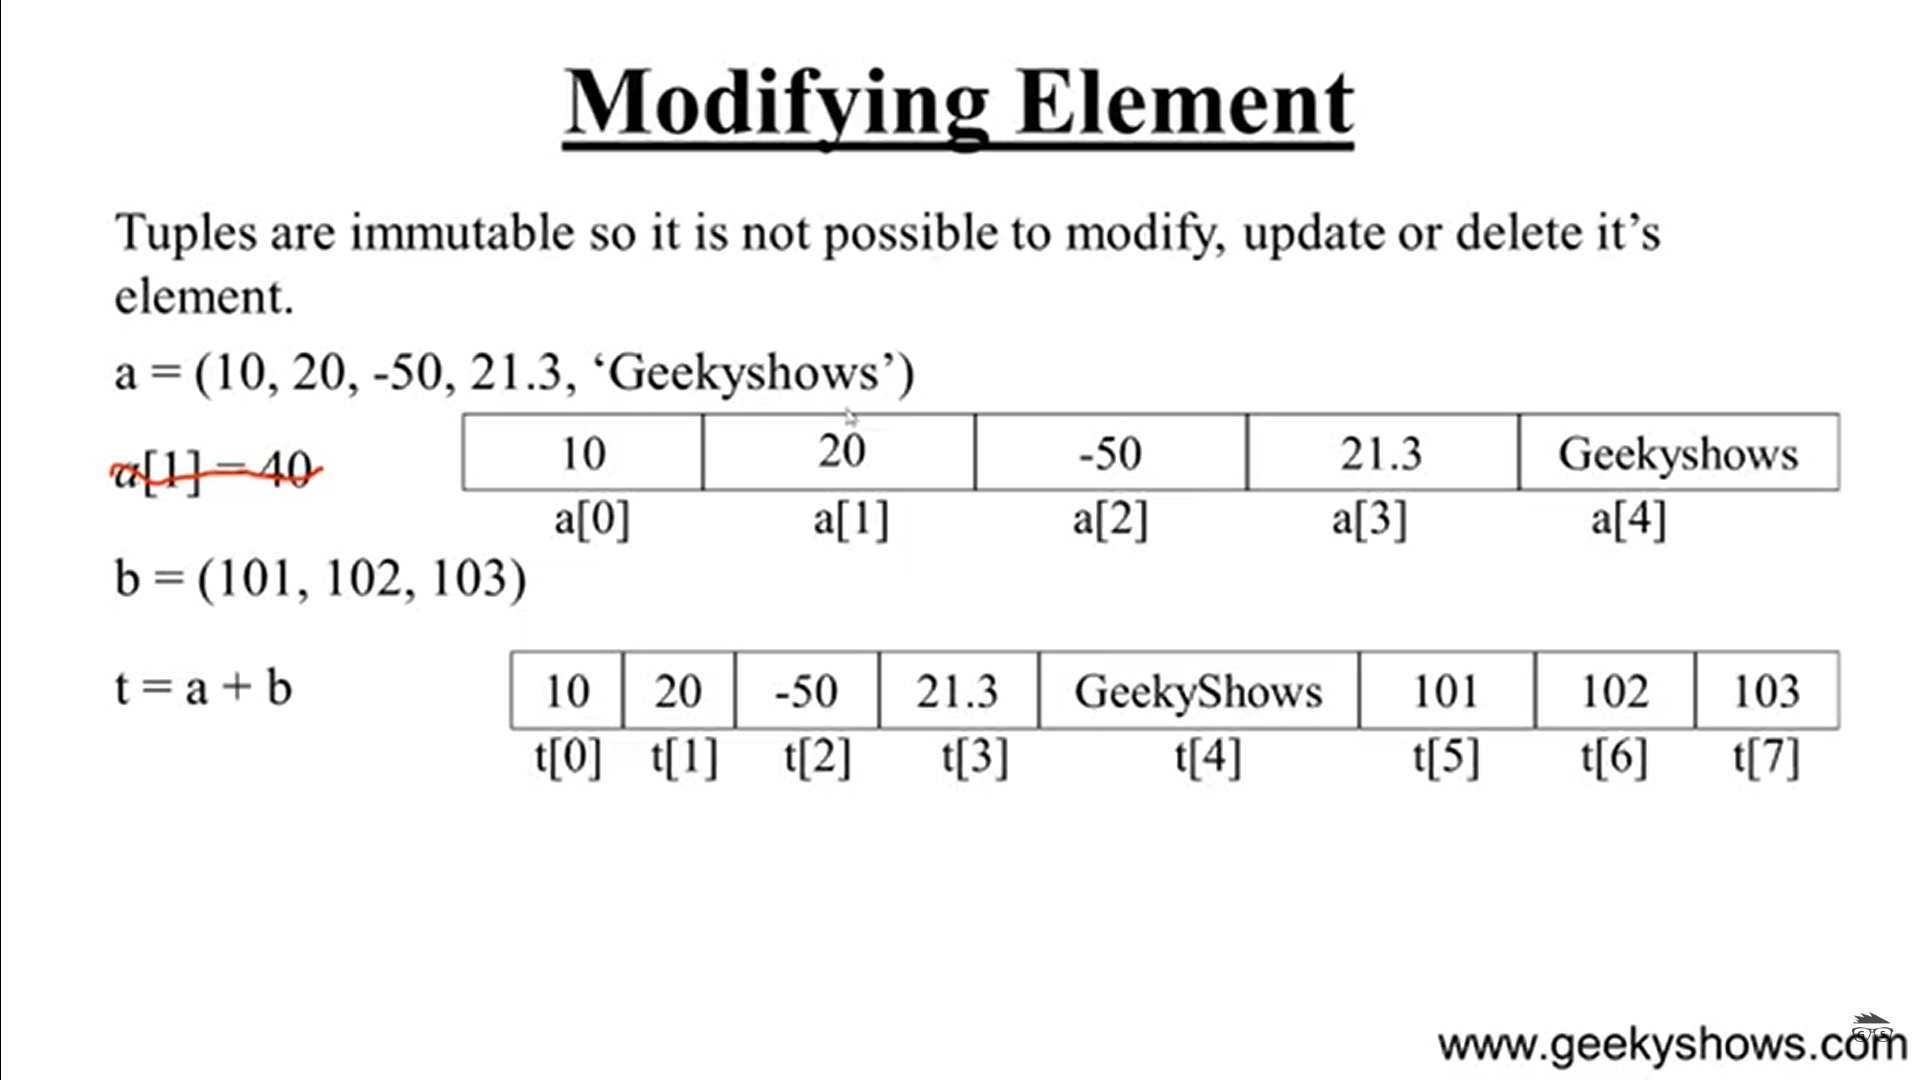 Modifying Element
Tuples are immutable so it is not possible to modify, update or delete it’s
element.
a = (10, 20, -50, 21.3, ‘Geekyshows’)
a[1] = 40
10 20 -50 21.3 Geekyshows
a[0] a[1] a[2] a[3] a[4]
b = (101, 102, 103)
t = a + b
10 20 -50 21.3 GeekyShows 101 102 103
t[0] t[1] t[2] t[3] t[4] t[5] t[6] t[7]
www.geekyshows.com